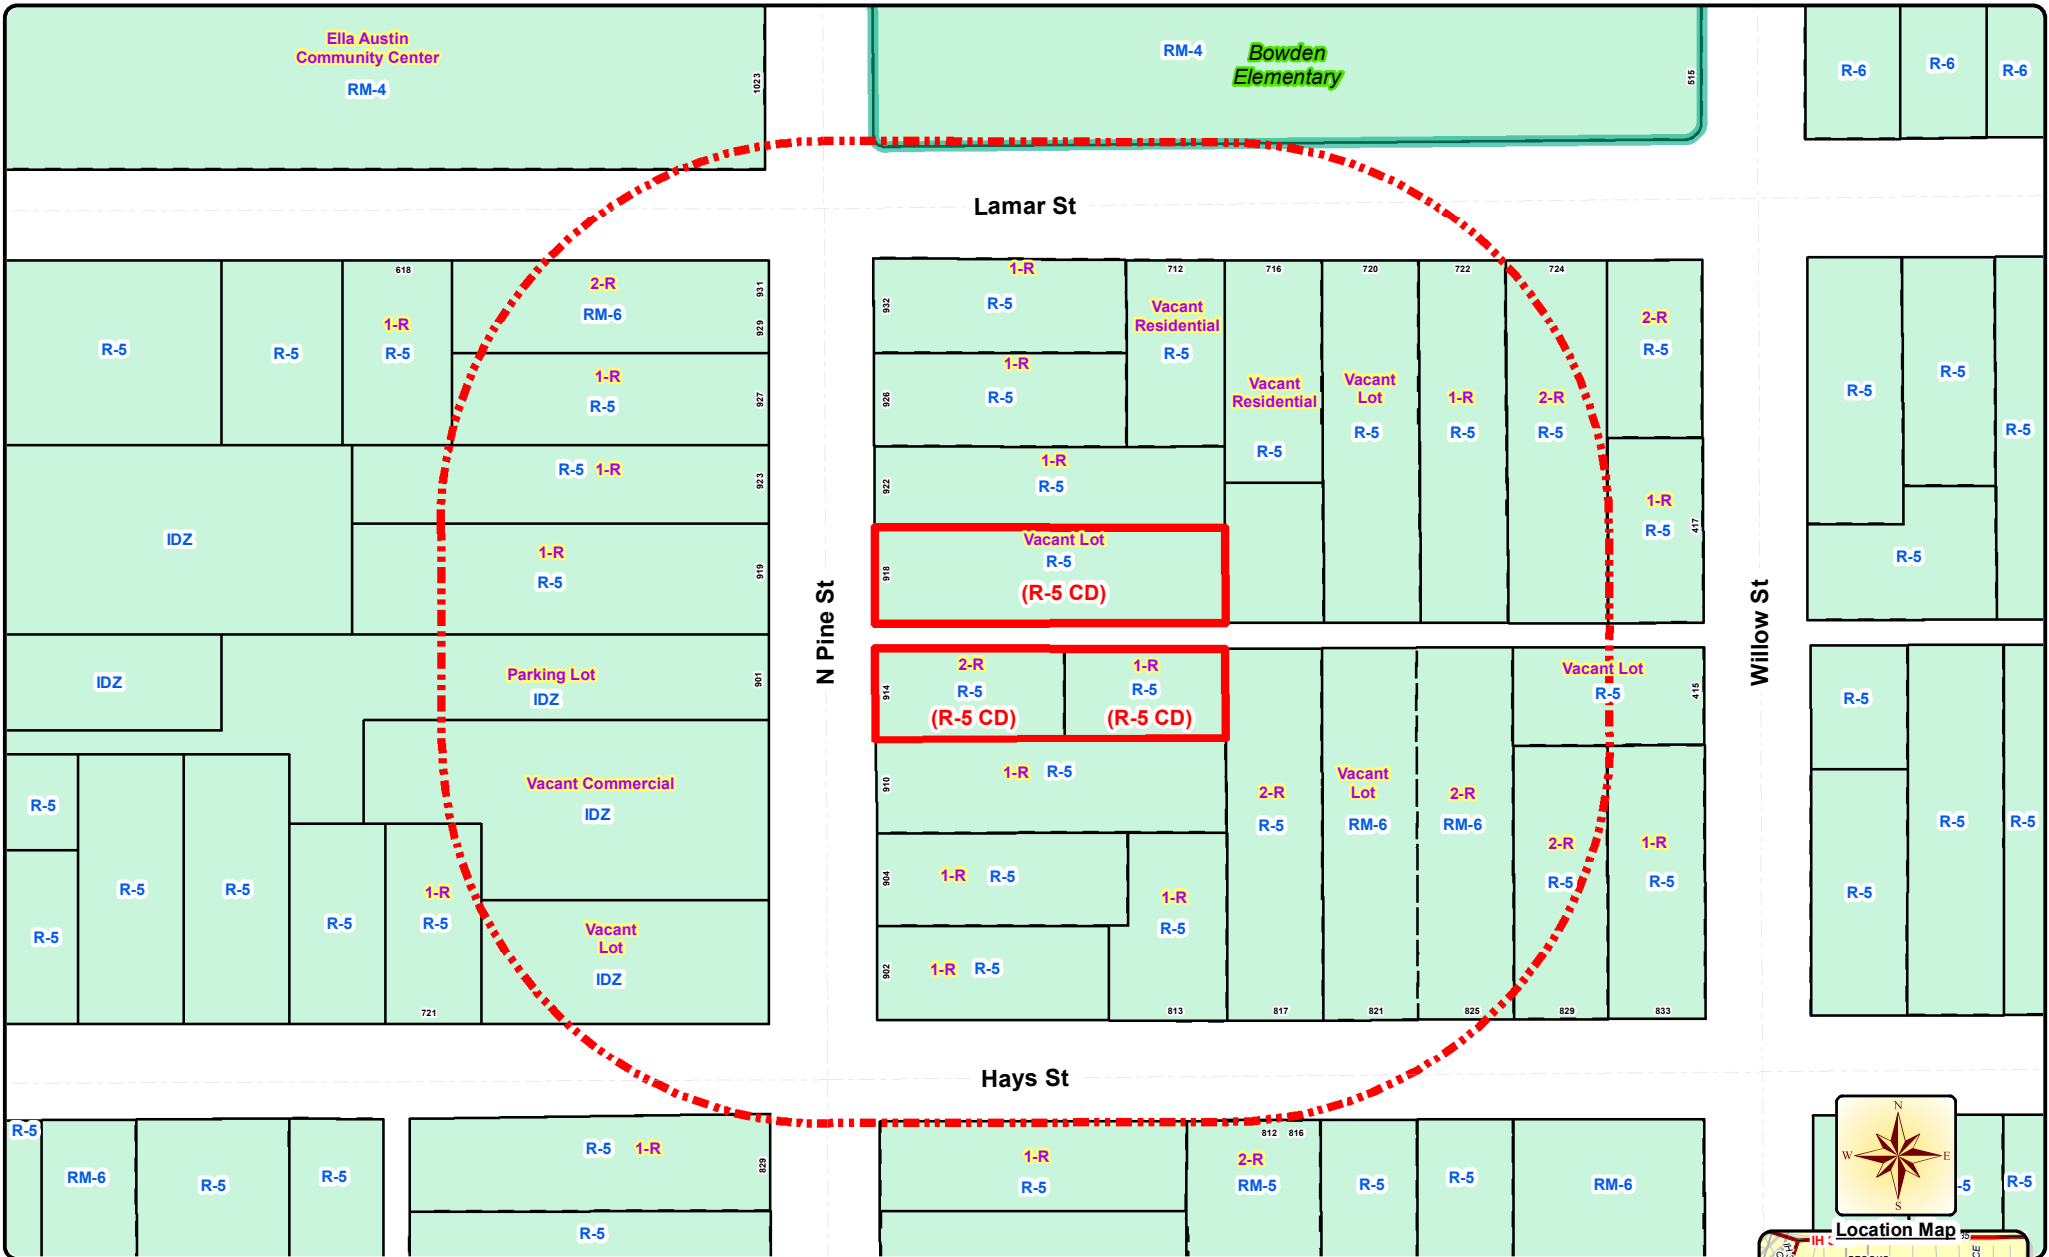 Ella Austin
Community Center
RM-4
1023
RM-4
Bowden
Elementary
515
R-6
R-6
R-6
Lamar St
618
1-R
R-5
R-5
R-5
2-R
RM-6
931
929
1-R
R-5
927
R-5 1-R
923
IDZ
1-R
R-5
919
IDZ
Parking Lot
IDZ
901
Vacant Commercial
IDZ
R-5
R-5
R-5
R-5
R-5
1-R
R-5
721
Vacant
Lot
IDZ
N Pine St
1-R
R-5
932
1-R
R-5
926
712
Vacant
Residential
R-5
716
Vacant
Residential
R-5
720
Vacant
Lot
R-5
722
1-R
R-5
724
2-R
R-5
2-R
R-5
1-R
R-5
417
1-R
R-5
922
Vacant Lot
R-5
(R-5 CD)
918
2-R
R-5
(R-5 CD)
914
1-R
R-5
(R-5 CD)
1-R R-5
910
1-R R-5
904
1-R R-5
902
1-R
R-5
813
2-R
R-5
817
Vacant
Lot
RM-6
821
2-R
RM-6
825
Vacant Lot
R-5
415
2-R
R-5
829
1-R
R-5
833
Willow St
R-5
R-5
R-5
R-5
R-5
R-5
R-5
R-5
Hays St
R-5
RM-6
R-5
R-5
R-5 1-R
829
R-5
1-R
R-5
812 816
2-R
RM-5
R-5
R-5
RM-6
N
W E
S
-5
R-5
Location Map
IH 3